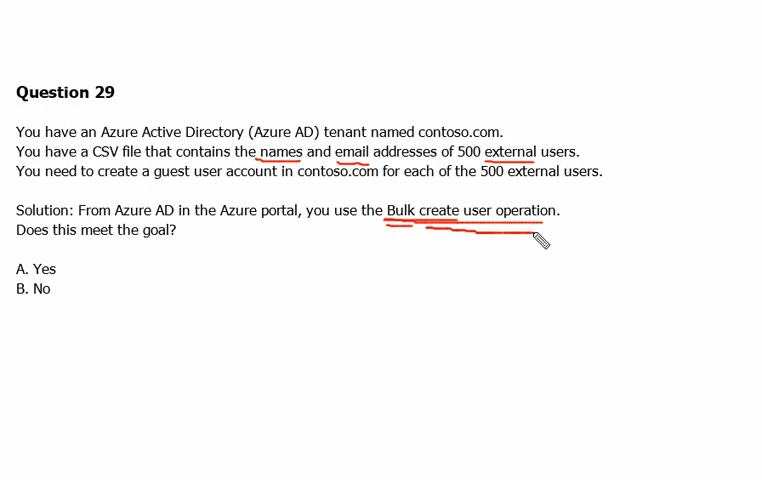 Question 29
You have an Azure Active Directory (Azure AD) tenant named contoso.com.
You have a CSV file that contains the names and email addresses of 500 external users.
You need to create a guest user account in contoso.com for each of the 500 external users.
Solution: From Azure AD in the Azure portal, you use the Bulk create user operation.
Does this meet the goal?
A. Yes
B. No